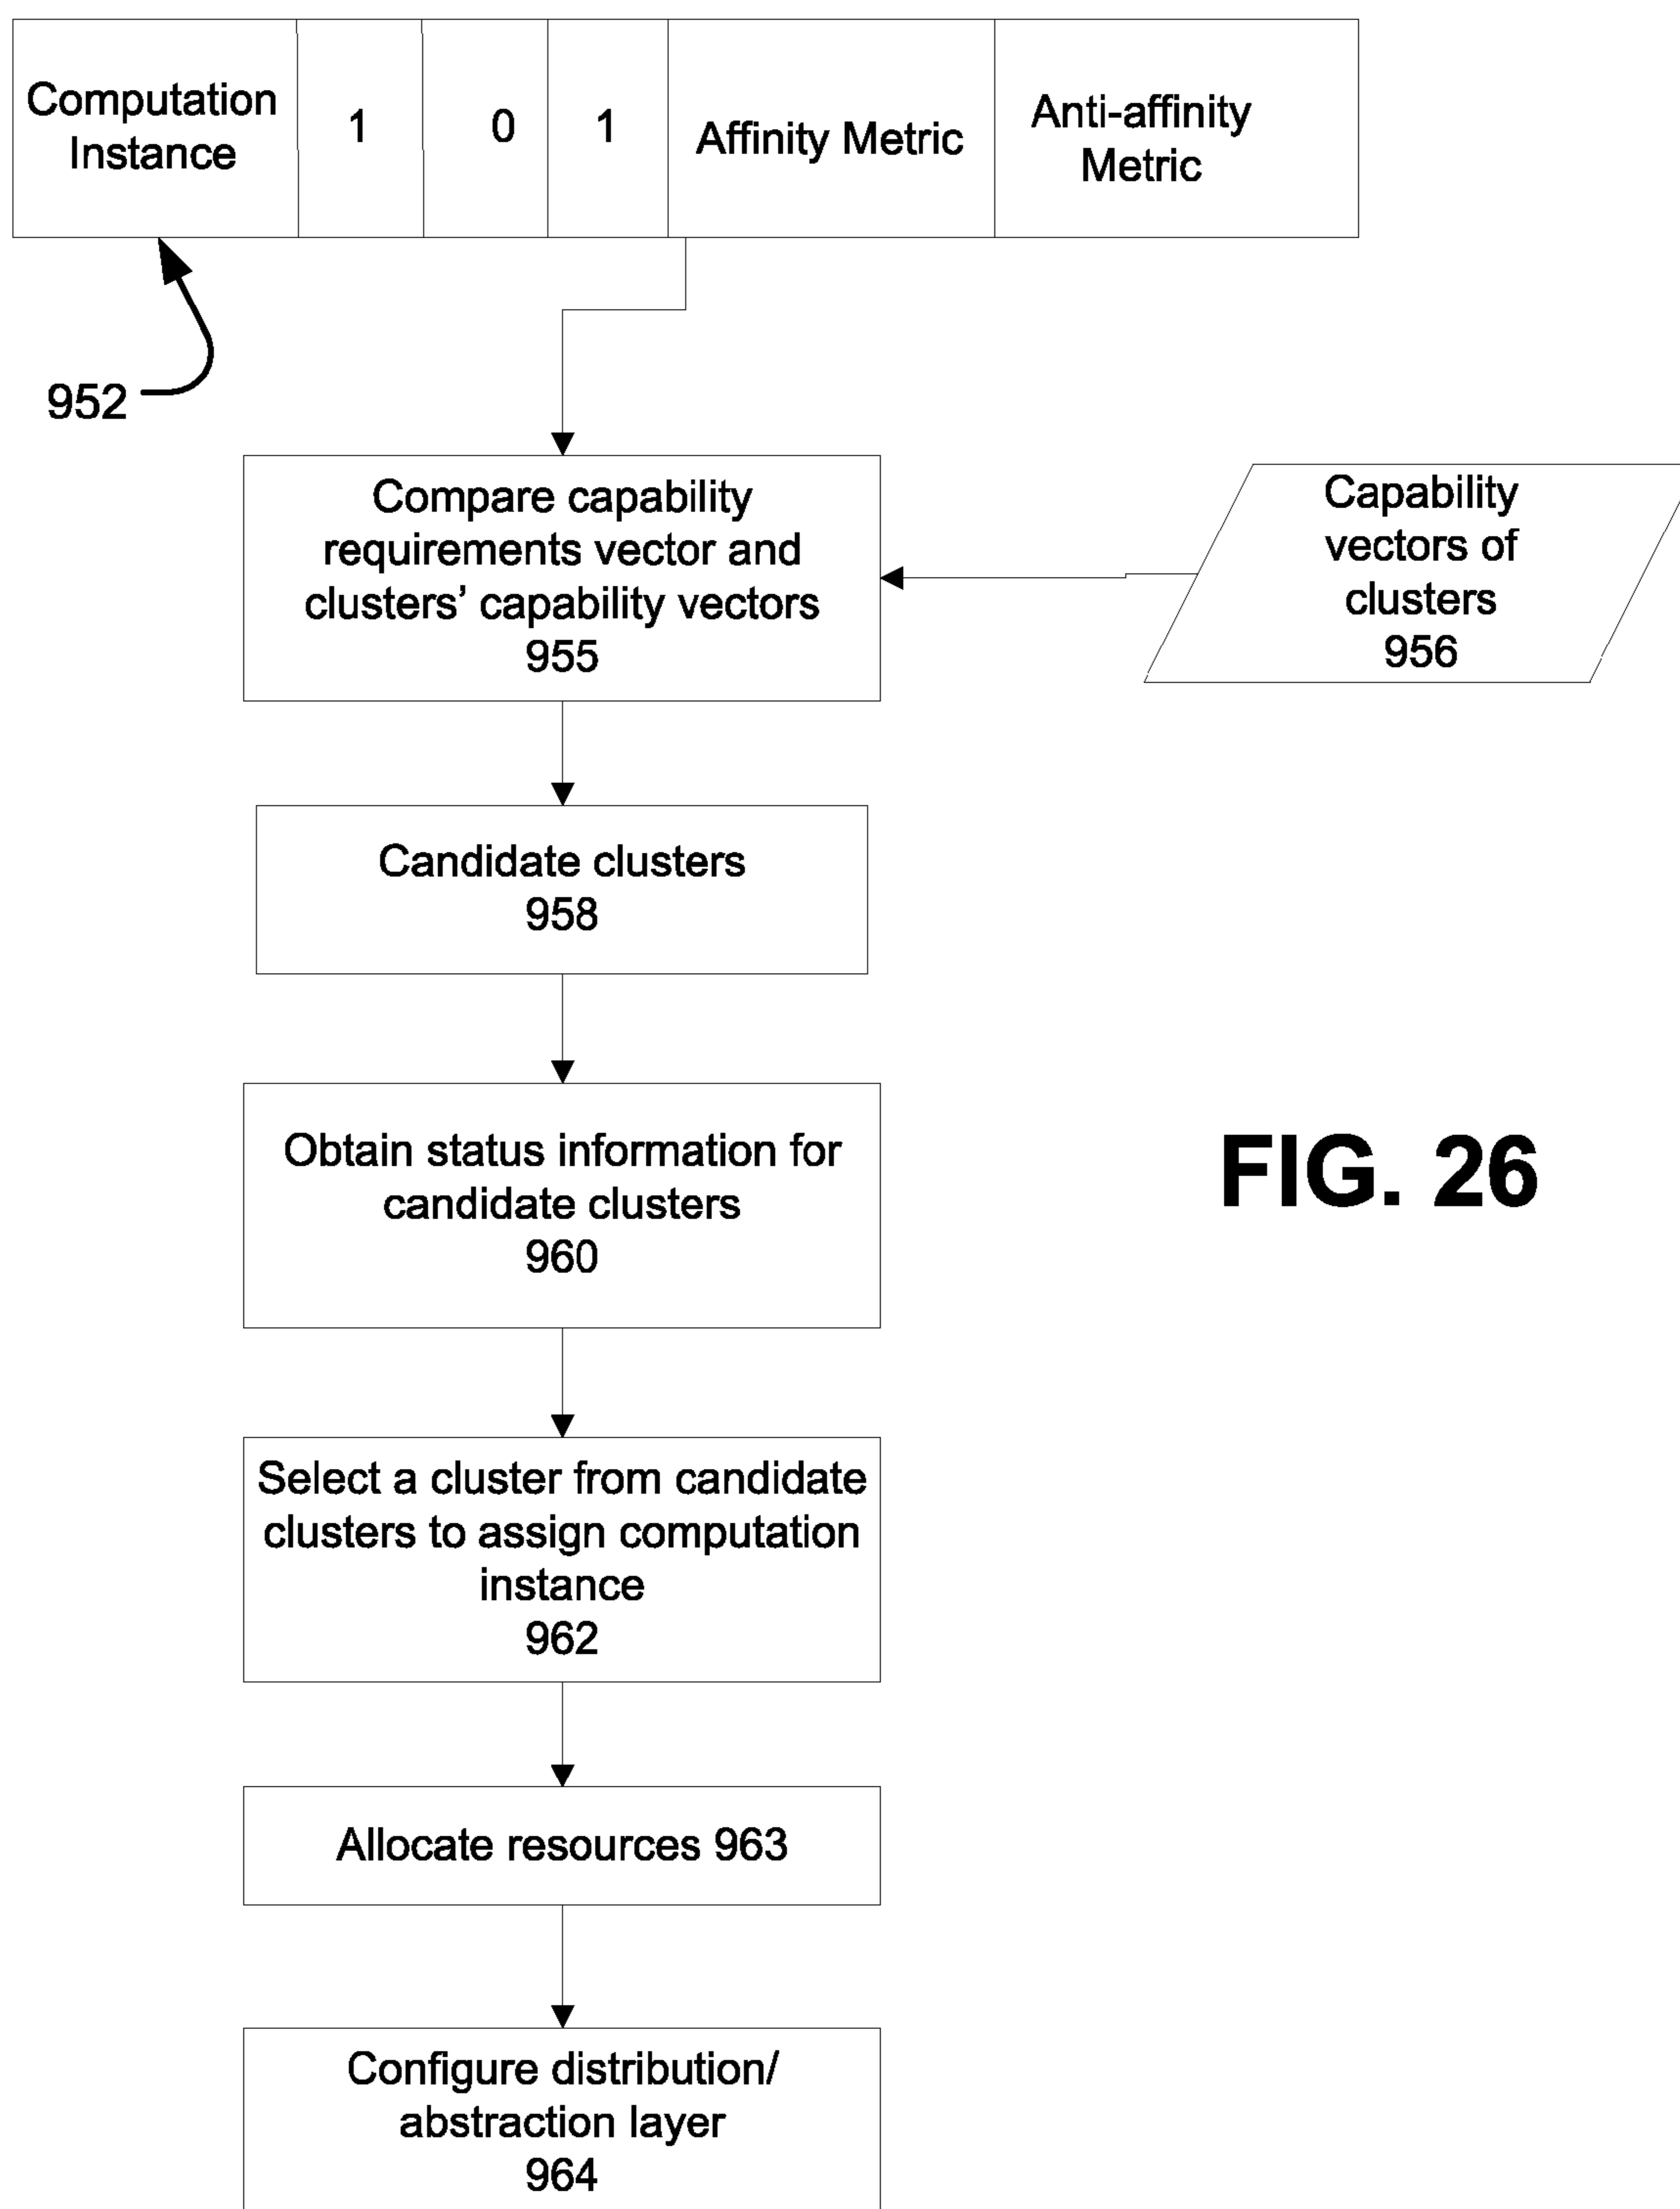 Computation
Instance
1
0
1
Affinity Metric
Anti-affinity
Metric
952
Compare capability
requirements vector and
clusters’ capability vectors
955
Capability
vectors of
clusters
956
Candidate clusters
958
Obtain status information for
candidate clusters
960
FIG. 26
Select a cluster from candidate
clusters to assign computation
instance
962
Allocate resources 963
Configure distribution/
abstraction layer
964